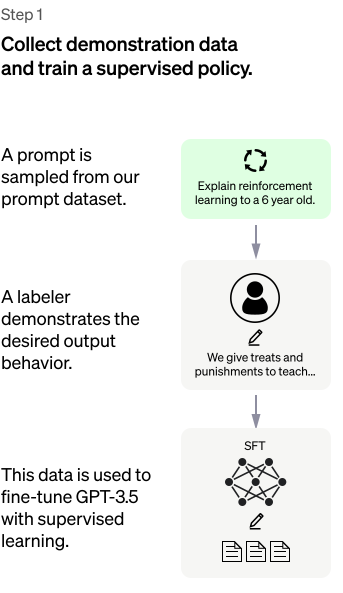 Step 1
Collect demonstration data
and train a supervised policy.
A prompt is
sampled from our
prompt dataset.
Explain reinforcement
learning to a 6 year old.
A labeler
demonstrates the
desired output
behavior.
We give treats and
punishments to teach...
This data is used to
fine-tune GPT-3.5
with supervised
learning.
SFT